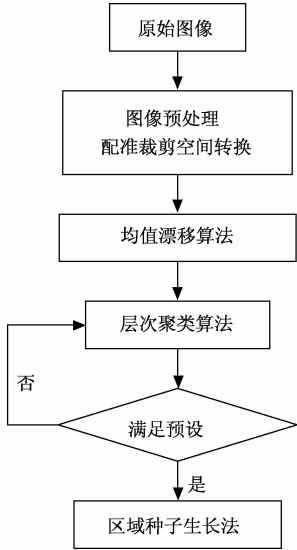 原始图像
图像预处理
配准裁剪空间转换
均值漂移算法
层次聚类算法
否
满足预设
是
区域种子生长法